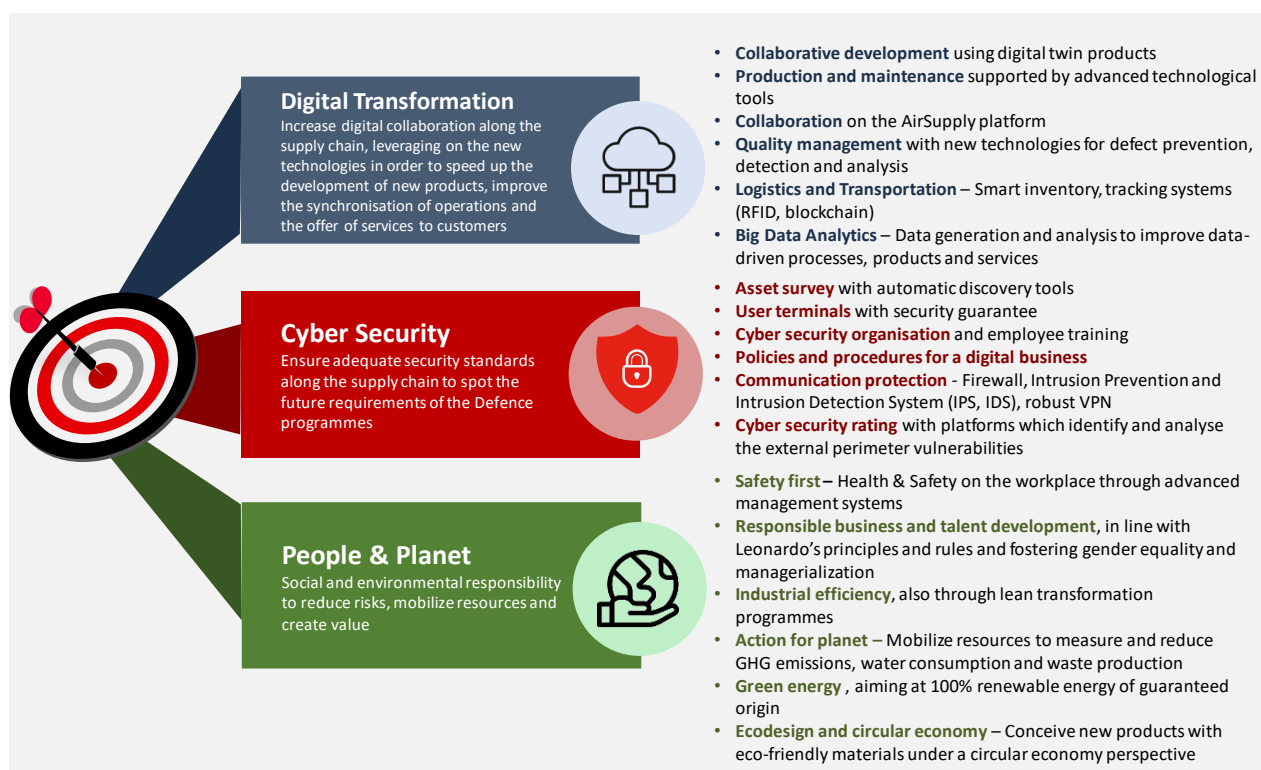 Digital Transformation
Increase digital collaboration along the
supply chain, leveraging on the new
technologies in order to speed up the
development of new products, improve
the synchronisation of operations and
the offer of services to customers
• Collaborative development using digital twin products
• Production and maintenance supported by advanced technological
tools
• Collaboration on the AirSupply platform
• Quality management with new technologies for defect prevention,
detection and analysis
• Logistics and Transportation – Smart inventory, tracking systems
(RFID, blockchain)
• Big Data Analytics – Data generation and analysis to improve data-
driven processes, products and services
Cyber Security
Ensure adequate security standards
along the supply chain to spot the
future requirements of the Defence
programmes
• Asset survey with automatic discovery tools
• User terminals with security guarantee
• Cyber security organisation and employee training
• Policies and procedures for a digital business
• Communication protection - Firewall, Intrusion Prevention and
Intrusion Detection System (IPS, IDS), robust VPN
• Cyber security rating with platforms which identify and analyse
the external perimeter vulnerabilities
People & Planet
Social and environmental responsibility
to reduce risks, mobilize resources and
create value
• Safety first – Health & Safety on the workplace through advanced
management systems
• Responsible business and talent development, in line with
Leonardo's principles and rules and fostering gender equality and
managerialization
• Industrial efficiency, also through lean transformation
programmes
• Action for planet – Mobilize resources to measure and reduce
GHG emissions, water consumption and waste production
• Green energy , aiming at 100% renewable energy of guaranteed
origin
• Ecodesign and circular economy – Conceive new products with
eco-friendly materials under a circular economy perspective